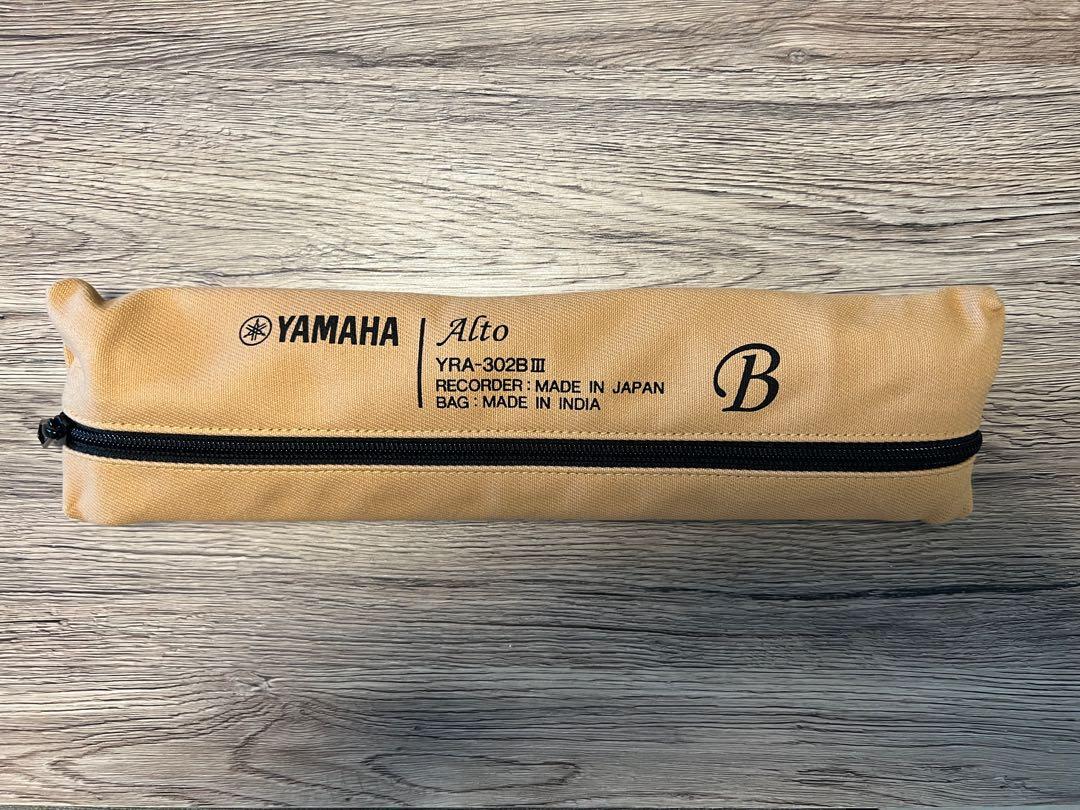 YAMAHA
Alto
YRA-302BⅢ
RECORDER : MADE IN JAPAN
BAG : MADE IN INDIA
B